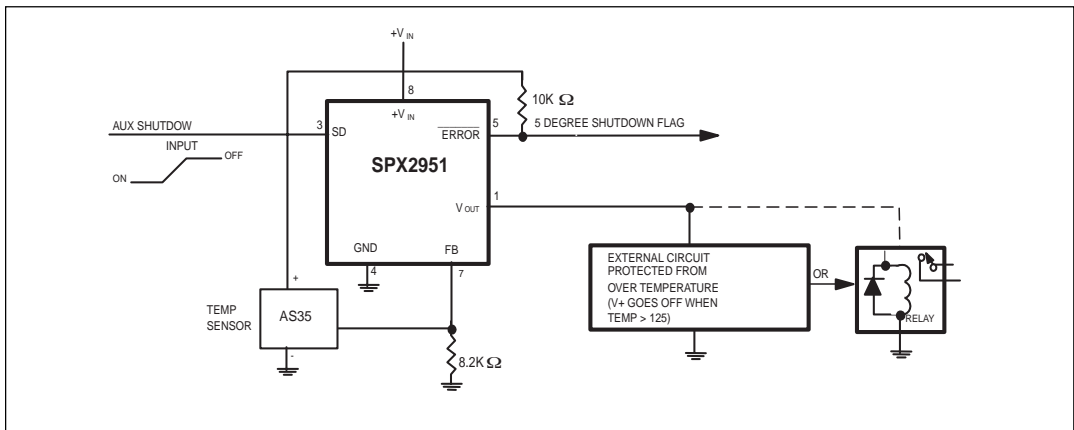 +V IN
8
+V IN
10K Ω
AUX SHUTDOW
3
SD
ERROR
5
5 DEGREE SHUTDOWN FLAG
INPUT
ON
OFF
SPX2951
1
V OUT
GND
4
FB
7
TEMP
SENSOR
+
AS35
-
8.2K Ω
EXTERNAL CIRCUIT
PROTECTED FROM
OVER TEMPERATURE
(V+ GOES OFF WHEN
TEMP > 125)
OR
RELAY